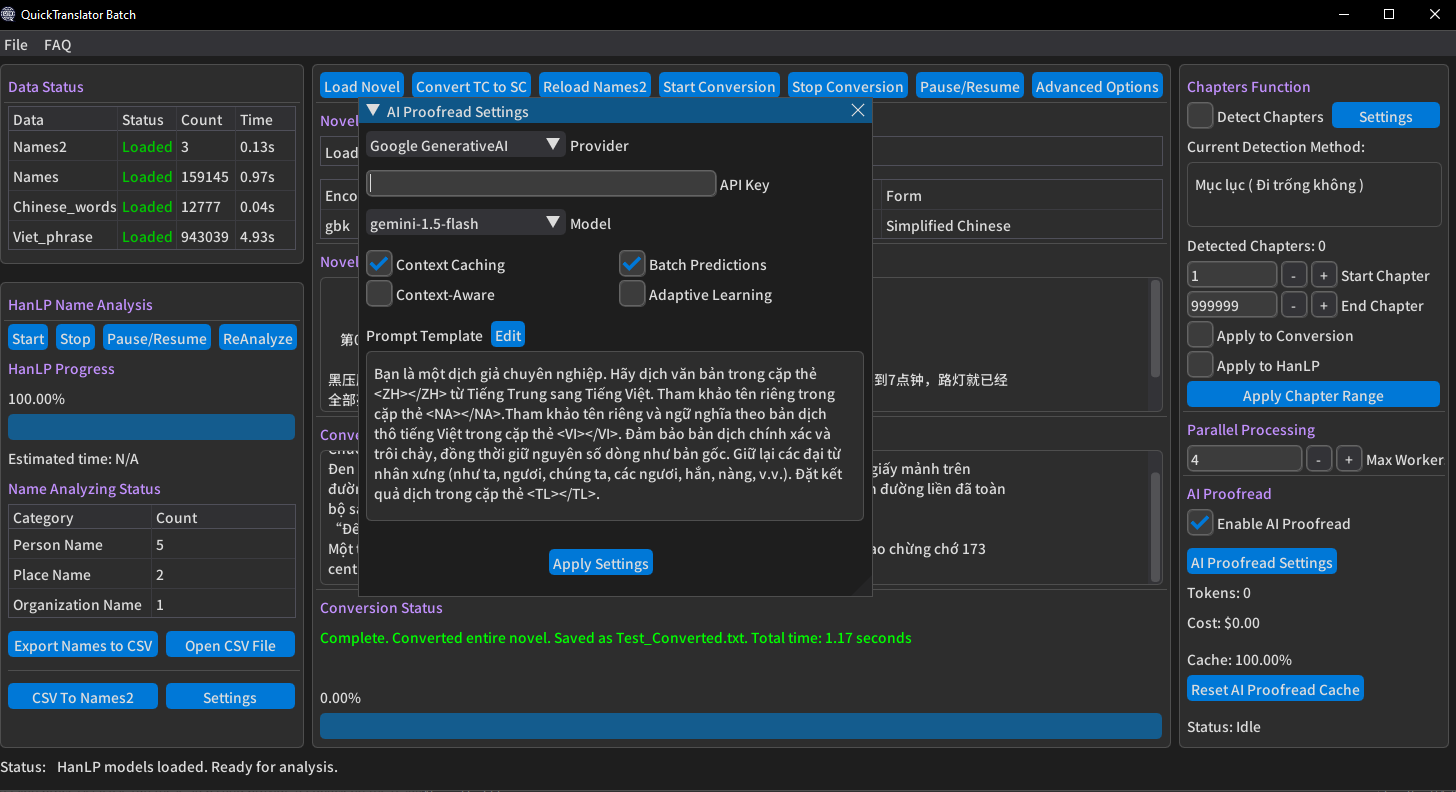 QuickTranslator Batch
File FAQ
Data Status
Data Status Count Time
Names2 Loaded 3 0.13s
Names Loaded 159145 0.97s
Chinese_words Loaded 12777 0.04s
Viet_phrase Loaded 943039 4.93s
HanLP Name Analysis
Start Stop Pause/Resume ReAnalyze
HanLP Progress
100.00%
Estimated time: N/A
Name Analyzing Status
Category Count
Person Name 5
Place Name 2
Organization Name 1
Export Names to CSV Open CSV File
CSV To Names2 Settings
Load Novel Convert TC to SC Reload Names2 Start Conversion Stop Conversion Pause/Resume Advanced Options
Novel
Load
Enco Form
gbk Simplified Chinese
Novel
黑压 到7点钟，路灯就已经
全部
Conve
Đen giấy mảnh trên
đườn đường liền đã toàn
bộ sá
“Đế
Một t chừng chớ 173
cent
AI Proofread Settings
Google GenerativeAI Provider
API Key
gemini-1.5-flash Model
Context Caching Batch Predictions
Context-Aware Adaptive Learning
Prompt Template Edit
Bạn là một dịch giả chuyên nghiệp. Hãy dịch văn bản trong cặp thẻ
<ZH></ZH> từ Tiếng Trung sang Tiếng Việt. Tham khảo tên riêng trong
cặp thẻ <NA></NA>.Tham khảo tên riêng và ngữ nghĩa theo bản dịch
thô tiếng Việt trong cặp thẻ <VI></VI>. Đảm bảo bản dịch chính xác và
trôi chảy, đồng thời giữ nguyên số dòng như bản gốc. Giữ lại các đại từ
nhân xưng (như ta, ngươi, chúng ta, các ngươi, hắn, nàng, v.v.). Đặt kết
quả dịch trong cặp thẻ <TL></TL>.
Apply Settings
Conversion Status
Complete. Converted entire novel. Saved as Test_Converted.txt. Total time: 1.17 seconds
0.00%
Chapters Function
Detect Chapters Settings
Current Detection Method:
Mục lục ( Đi trống không )
Detected Chapters: 0
1 - + Start Chapter
999999 - + End Chapter
Apply to Conversion
Apply to HanLP
Apply Chapter Range
Parallel Processing
4 - + Max Worker
AI Proofread
Enable AI Proofread
AI Proofread Settings
Tokens: 0
Cost: $0.00
Cache: 100.00%
Reset AI Proofread Cache
Status: Idle
Status: HanLP models loaded. Ready for analysis.